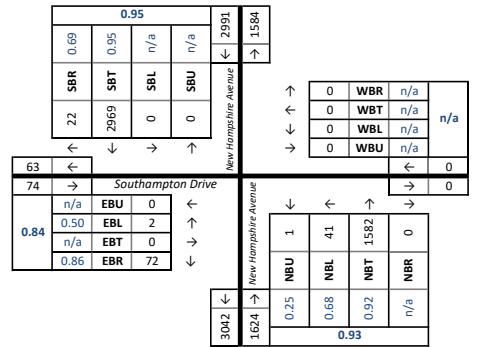 0.95
0.69 0.95 n/a n/a
SBR SBT SBL SBU
22 2969 0 0
← ↓ → ↑
2991 1584
↓ ↑
New Hampshire Avenue
↑ 0 WBR n/a
← 0 WBT n/a
↓ 0 WBL n/a
→ 0 WBU n/a
n/a
63 ←
← 0
74 → Southampton Drive
→ 0
0.84
n/a EBU 0 ←
0.50 EBL 2 ↑
n/a EBT 0 →
0.86 EBR 72 ↓
New Hampshire Avenue
↓ ↑
3042 1624
↓ ← ↑ →
1 41 1582 0
NBU NBL NBT NBR
0.25 0.68 0.92 n/a
0.93